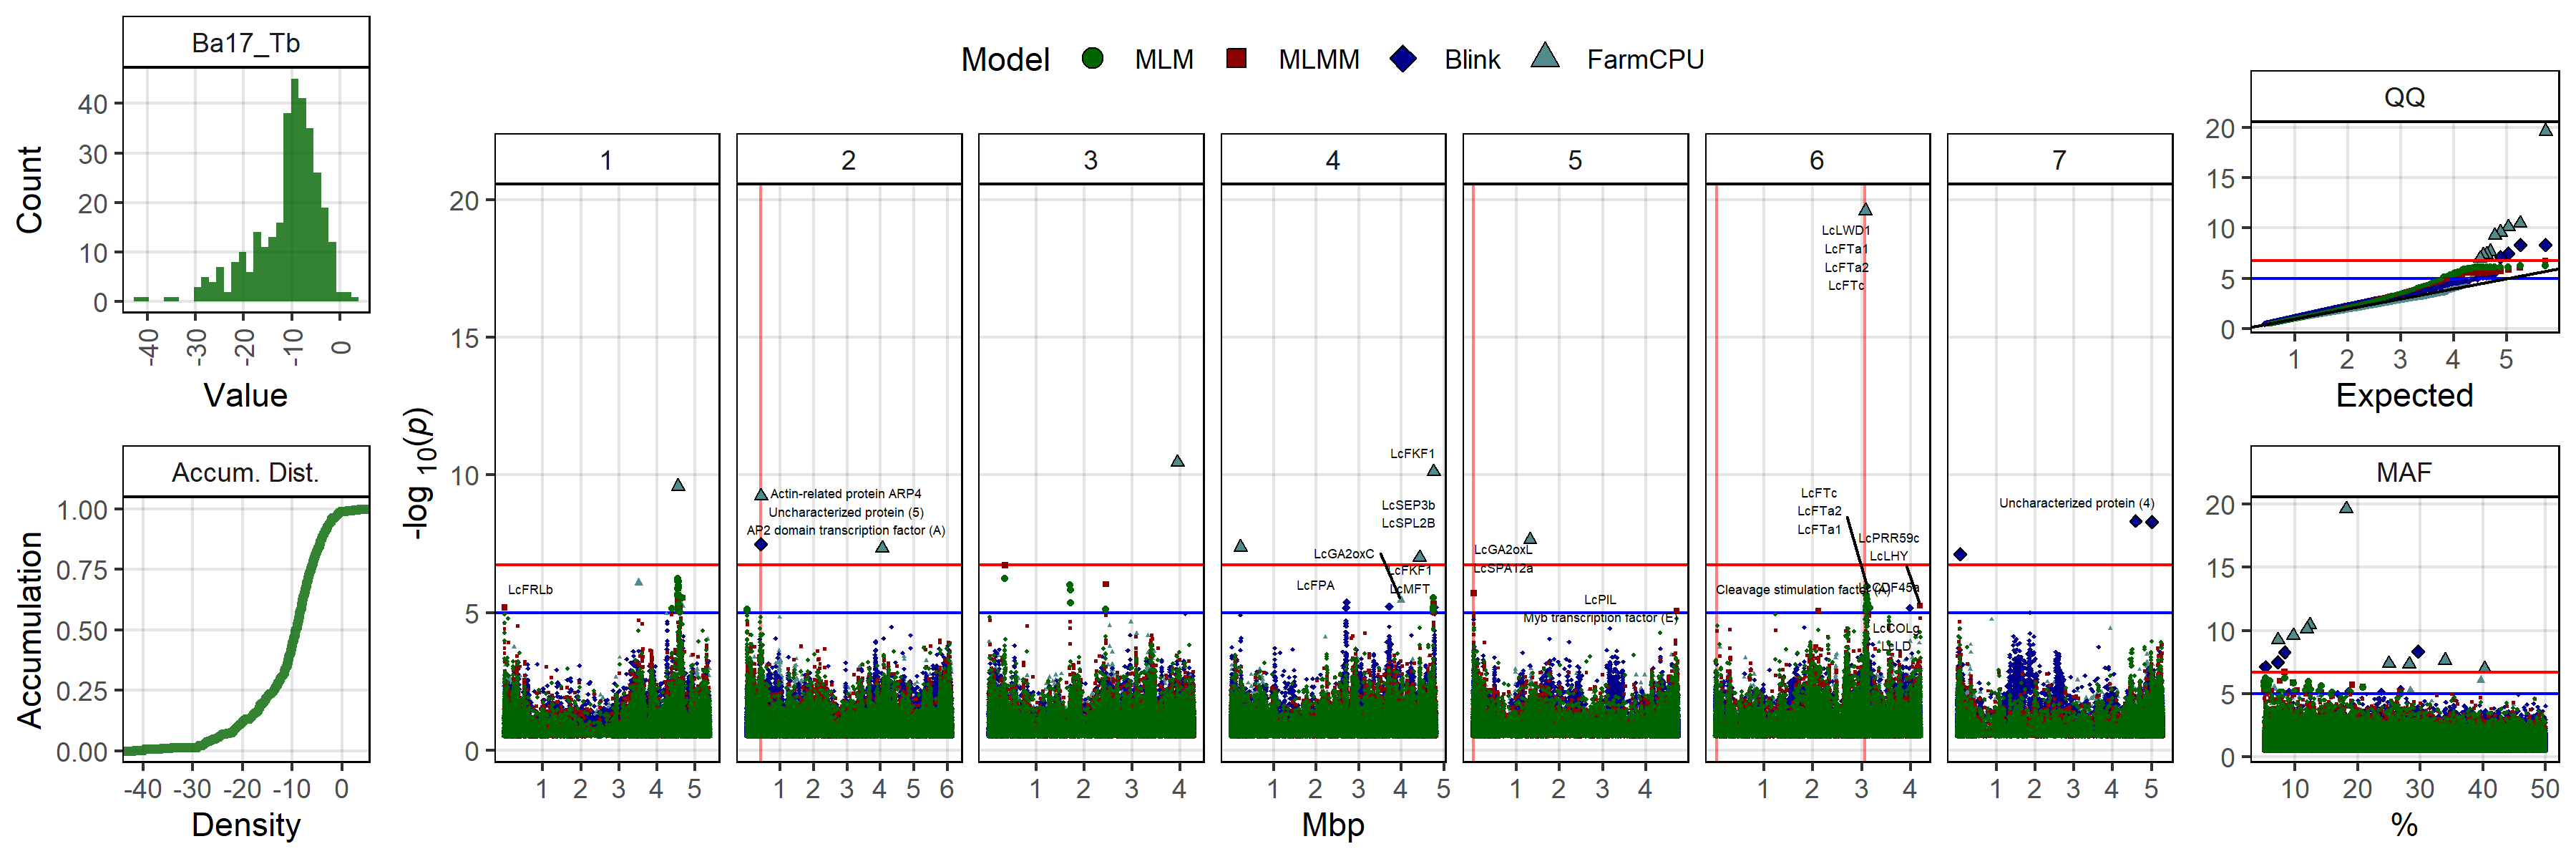 Ba17_Tb
Count
40
30
20
10
0
-40
-30
-20
-10
0
Value
Accum. Dist.
Accumulation
1.00
0.75
0.50
0.25
0.00
-40 -30 -20 -10 0
Density
Model MLM MLMM Blink FarmCPU
-log 10(p)
20
15
10
5
0
1
LcFRLb
1 2 3 4 5
2
Actin-related protein ARP4
Uncharacterized protein (5)
AP2 domain transcription factor (A)
1 2 3 4 5 6
3
1 2 3 4
4
LcFKF1
LcSEP3b
LcSPL2B
LcGA2oxC
LcFKF1
LcFPA
LcMFT
1 2 3 4 5
5
LcGA2oxL
LcSPA12a
LcPIL
Myb transcription factor (E)
1 2 3 4
6
LcLWD1
LcFTa1
LcFTa2
LcFTc
LcFTc
LcFTa2
LcFTa1
LcPRR59c
LcLHY
Cleavage stimulation factor (A)
LcCDF45a
LcCOLg
LcLD
1 2 3 4
7
Uncharacterized protein (4)
1 2 3 4 5
Mbp
QQ
20
15
10
5
0
1 2 3 4 5
Expected
MAF
20
15
10
5
0
10 20 30 40 50
%